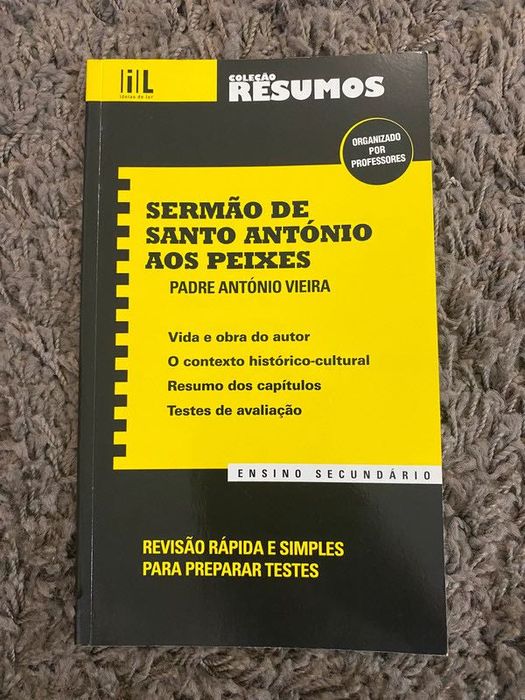 iL
ideias de ler
COLEÇÃO
RESUMOS
ORGANIZADO
POR
PROFESSORES
SERMÃO DE
SANTO ANTÓNIO
AOS PEIXES
PADRE ANTÓNIO VIEIRA
Vida e obra do autor
O contexto histórico-cultural
Resumo dos capítulos
Testes de avaliação
ENSINO SECUNDÁRIO
REVISÃO RÁPIDA E SIMPLES
PARA PREPARAR TESTES